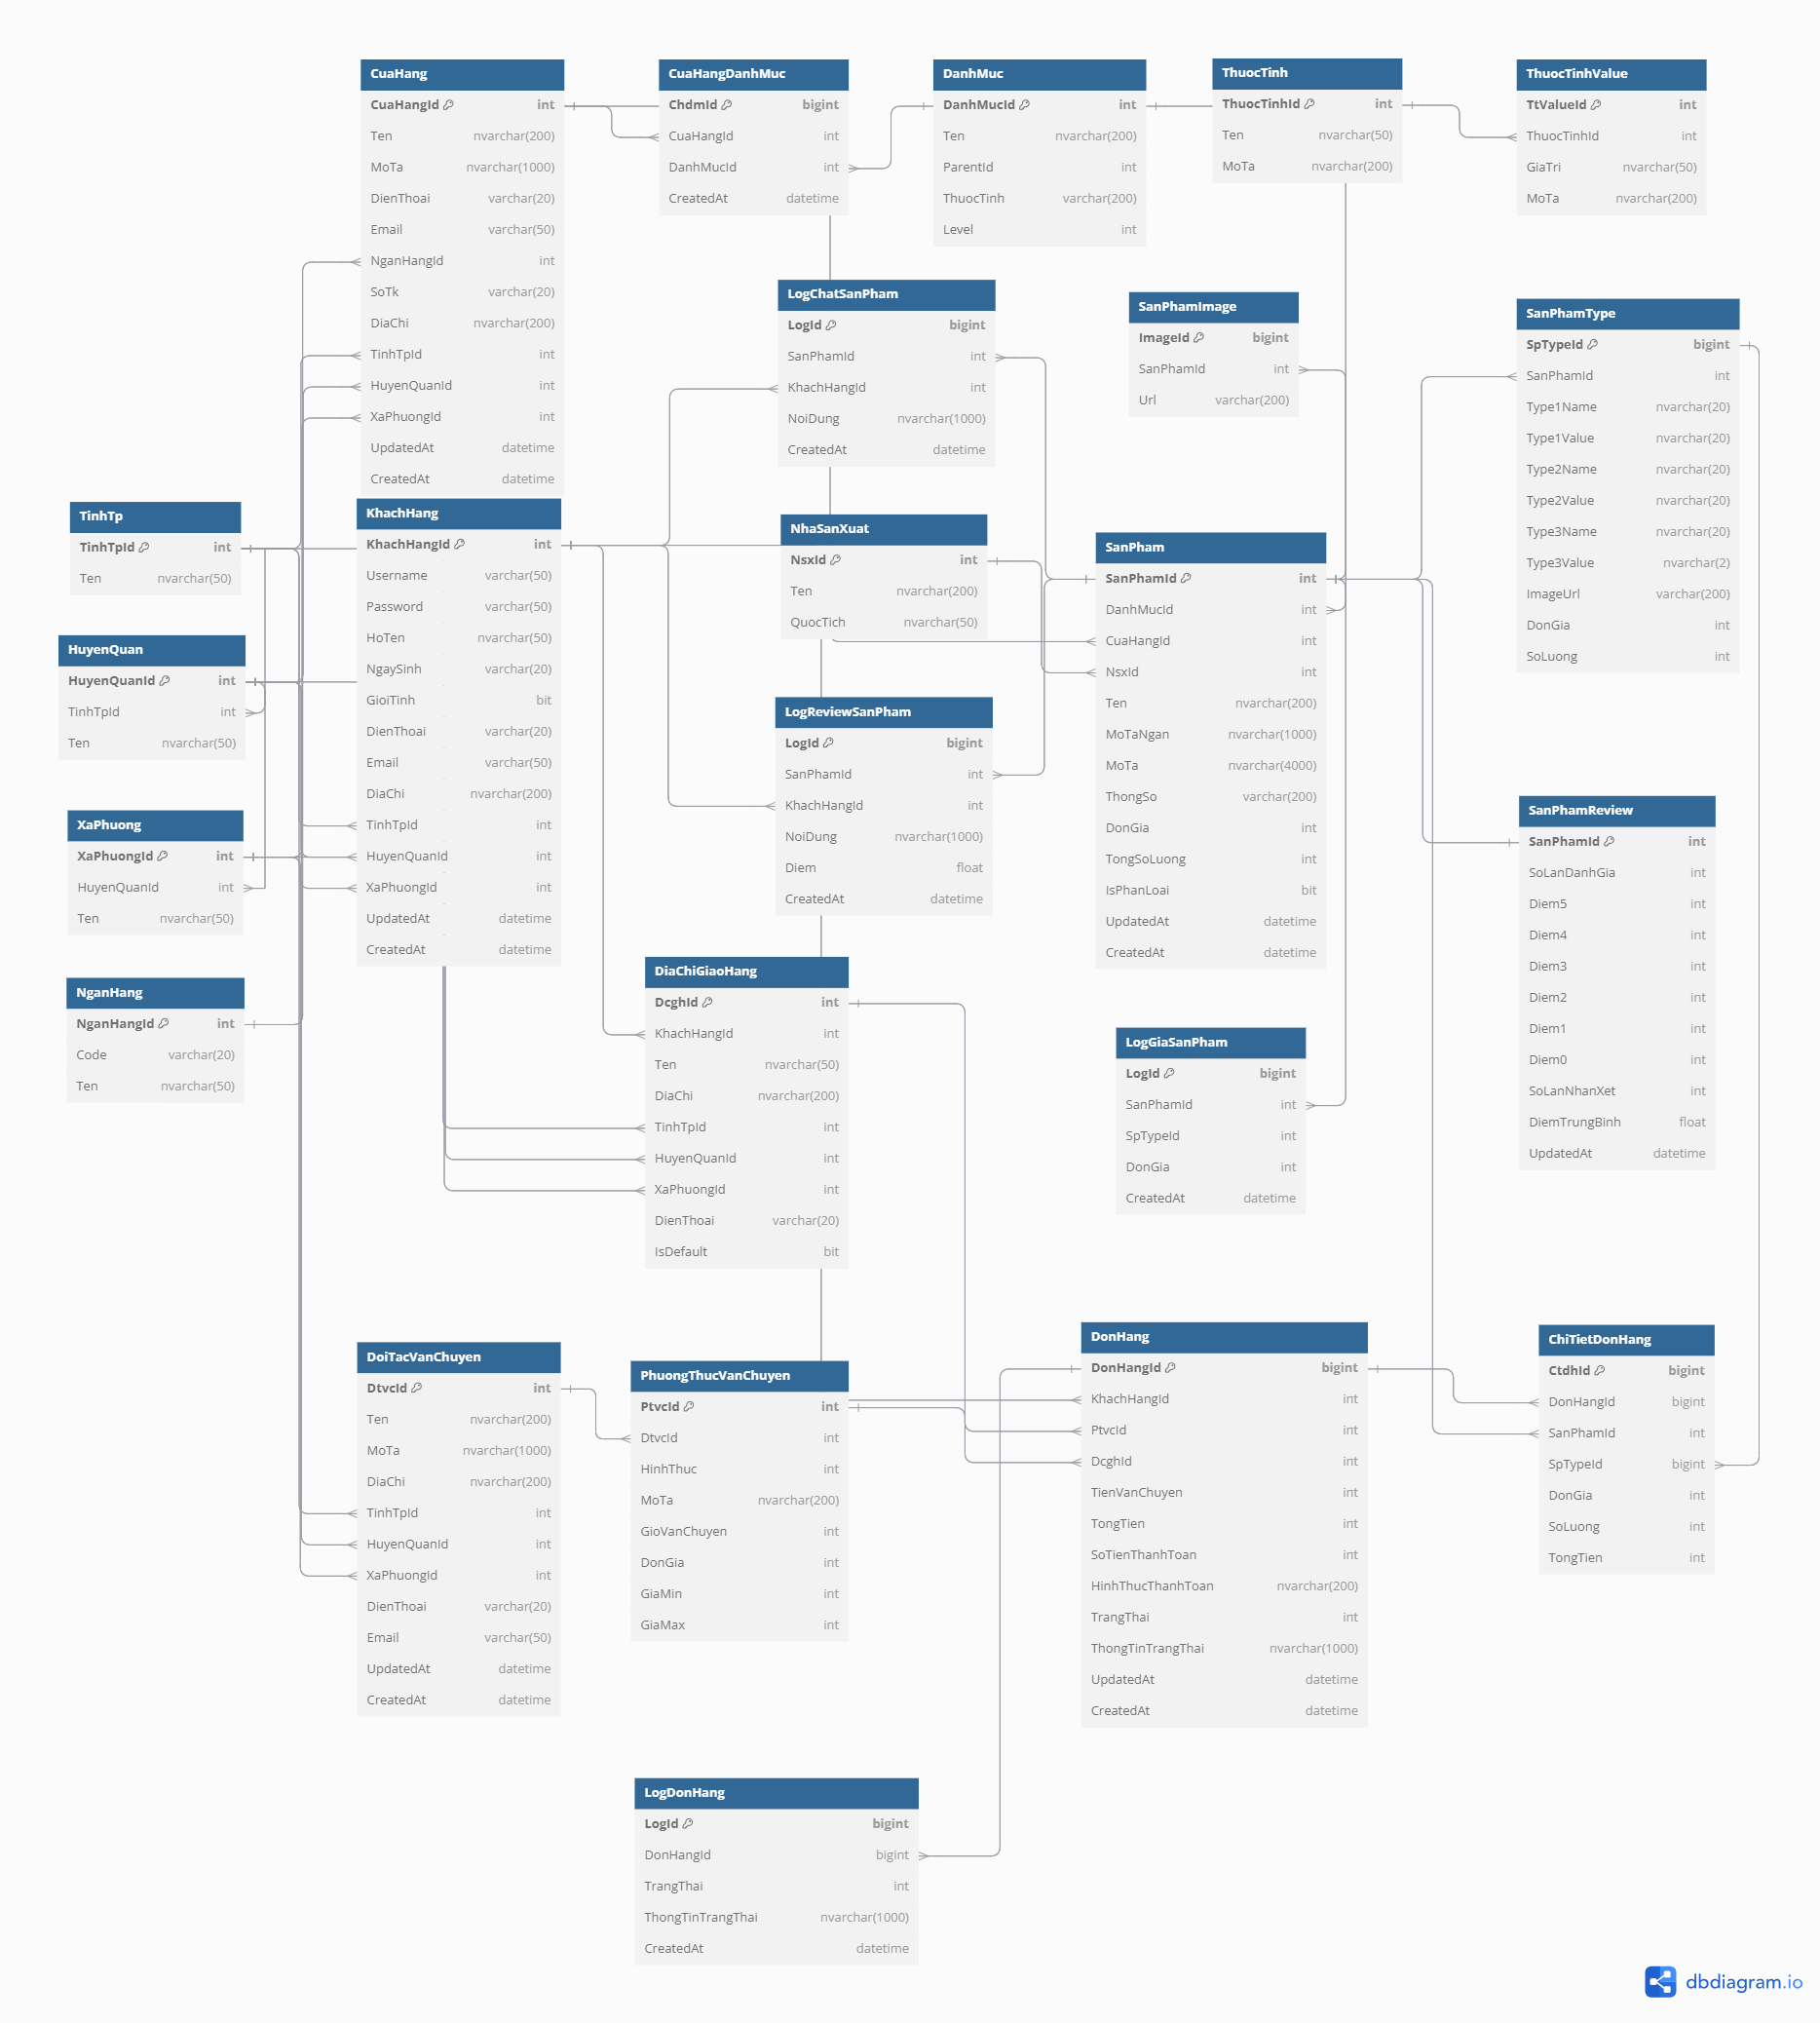 CuaHang
CuaHangId int
Ten nvarchar(200)
MoTa nvarchar(1000)
DienThoai varchar(20)
Email varchar(50)
NganHangId int
SoTk varchar(20)
DiaChi nvarchar(200)
TinhTpId int
HuyenQuanId int
XaPhuongId int
UpdatedAt datetime
CreatedAt datetime
CuaHangDanhMuc
ChdmId bigint
CuaHangId int
DanhMucId int
CreatedAt datetime
DanhMuc
DanhMucId int
Ten nvarchar(200)
ParentId int
ThuocTinh varchar(200)
Level int
ThuocTinh
ThuocTinhId int
Ten nvarchar(50)
MoTa nvarchar(200)
ThuocTinhValue
TtValueId int
ThuocTinhId int
GiaTri nvarchar(50)
MoTa nvarchar(200)
LogChatSanPham
LogId bigint
SanPhamId int
KhachHangId int
NoiDung nvarchar(1000)
CreatedAt datetime
SanPhamImage
ImageId bigint
SanPhamId int
Url varchar(200)
SanPhamType
SpTypeId bigint
SanPhamId int
Type1Name nvarchar(20)
Type1Value nvarchar(20)
Type2Name nvarchar(20)
Type2Value nvarchar(20)
Type3Name nvarchar(20)
Type3Value nvarchar(2)
ImageUrl varchar(200)
DonGia int
SoLuong int
TinhTp
TinhTpId int
Ten nvarchar(50)
KhachHang
KhachHangId int
Username varchar(50)
Password varchar(50)
HoTen nvarchar(50)
NgaySinh varchar(20)
GioiTinh bit
DienThoai varchar(20)
Email varchar(50)
DiaChi nvarchar(200)
TinhTpId int
HuyenQuanId int
XaPhuongId int
UpdatedAt datetime
CreatedAt datetime
NhaSanXuat
NsxId int
Ten nvarchar(200)
QuocTich nvarchar(50)
SanPham
SanPhamId int
DanhMucId int
CuaHangId int
NsxId int
Ten nvarchar(200)
MoTaNgan nvarchar(1000)
MoTa nvarchar(4000)
ThongSo varchar(200)
DonGia int
TongSoLuong int
IsPhanLoai bit
UpdatedAt datetime
CreatedAt datetime
HuyenQuan
HuyenQuanId int
TinhTpId int
Ten nvarchar(50)
LogReviewSanPham
LogId bigint
SanPhamId int
KhachHangId int
NoiDung nvarchar(1000)
Diem float
CreatedAt datetime
SanPhamReview
SanPhamId int
SoLanDanhGia int
Diem5 int
Diem4 int
Diem3 int
Diem2 int
Diem1 int
Diem0 int
SoLanNhanXet int
DiemTrungBinh float
UpdatedAt datetime
XaPhuong
XaPhuongId int
HuyenQuanId int
Ten nvarchar(50)
NganHang
NganHangId int
Code varchar(20)
Ten nvarchar(50)
DiaChiGiaoHang
DcghId int
KhachHangId int
Ten nvarchar(50)
DiaChi nvarchar(200)
TinhTpId int
HuyenQuanId int
XaPhuongId int
DienThoai varchar(20)
IsDefault bit
LogGiaSanPham
LogId bigint
SanPhamId int
SpTypeId int
DonGia int
CreatedAt datetime
DoiTacVanChuyen
DtvcId int
Ten nvarchar(200)
MoTa nvarchar(1000)
DiaChi nvarchar(200)
TinhTpId int
HuyenQuanId int
XaPhuongId int
DienThoai varchar(20)
Email varchar(50)
UpdatedAt datetime
CreatedAt datetime
PhuongThucVanChuyen
PtvcId int
DtvcId int
HinhThuc int
MoTa nvarchar(200)
GioVanChuyen int
DonGia int
GiaMin int
GiaMax int
DonHang
DonHangId bigint
KhachHangId int
PtvcId int
DcghId int
TienVanChuyen int
TongTien int
SoTienThanhToan int
HinhThucThanhToan nvarchar(200)
TrangThai int
ThongTinTrangThai nvarchar(1000)
UpdatedAt datetime
CreatedAt datetime
ChiTietDonHang
CtdhId bigint
DonHangId bigint
SanPhamId int
SpTypeId bigint
DonGia int
SoLuong int
TongTien int
LogDonHang
LogId bigint
DonHangId bigint
TrangThai int
ThongTinTrangThai nvarchar(1000)
CreatedAt datetime
dbdiagram.io